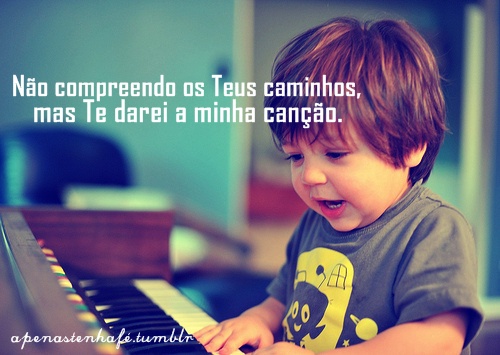 Não compreendo os Teus caminhos,
mas Te darei a minha canção.
apenastenhafé.tumblr